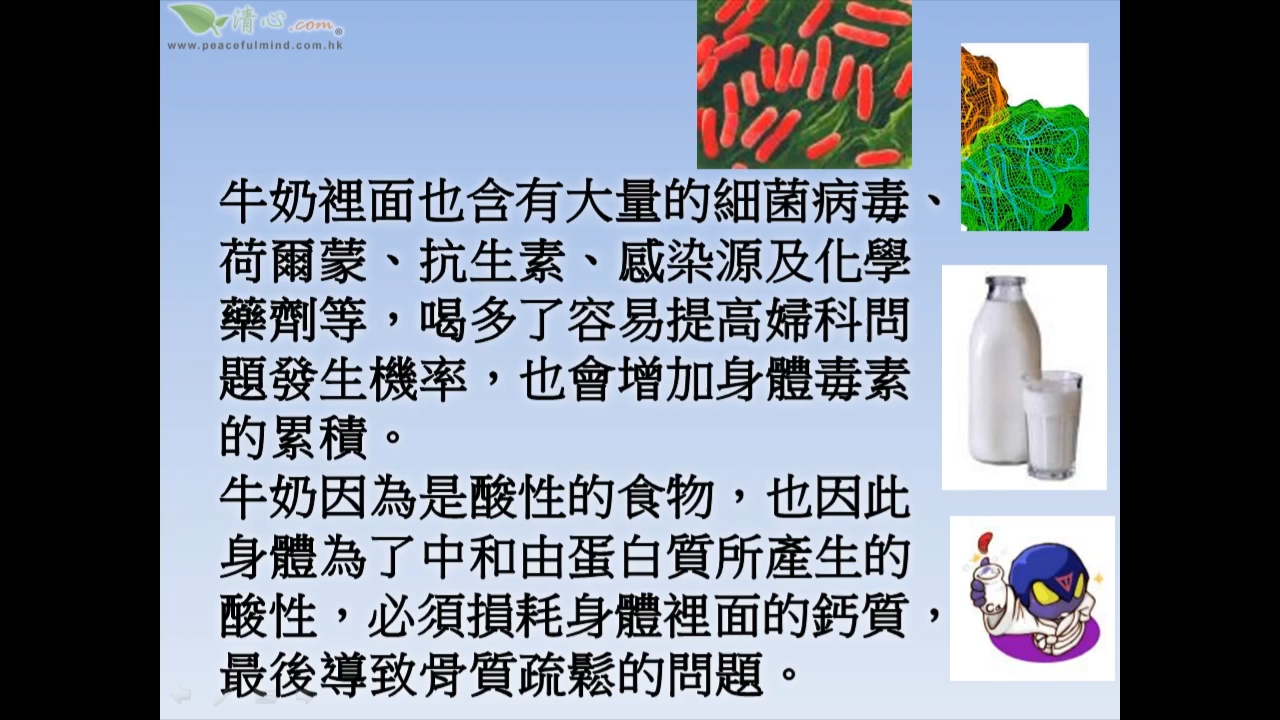 清心.com®
www.peacefulmind.com.hk
牛奶裡面也含有大量的細菌病毒、
荷爾蒙、抗生素、感染源及化學
藥劑等，喝多了容易提高婦科問
題發生機率，也會增加身體毒素
的累積。
牛奶因為是酸性的食物，也因此
身體為了中和由蛋白質所產生的
酸性，必須損耗身體裡面的鈣質，
最後導致骨質疏鬆的問題。